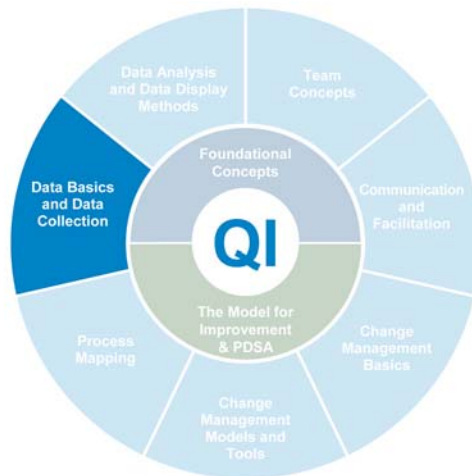 Data Analysis
and Data Display
Methods
Team
Concepts
Data Basics
and Data
Collection
Foundational
Concepts
Communication
and
Facilitation
QI
The Model for
Improvement
& PDSA
Process
Mapping
Change
Management
Basics
Change
Management
Models and
Tools